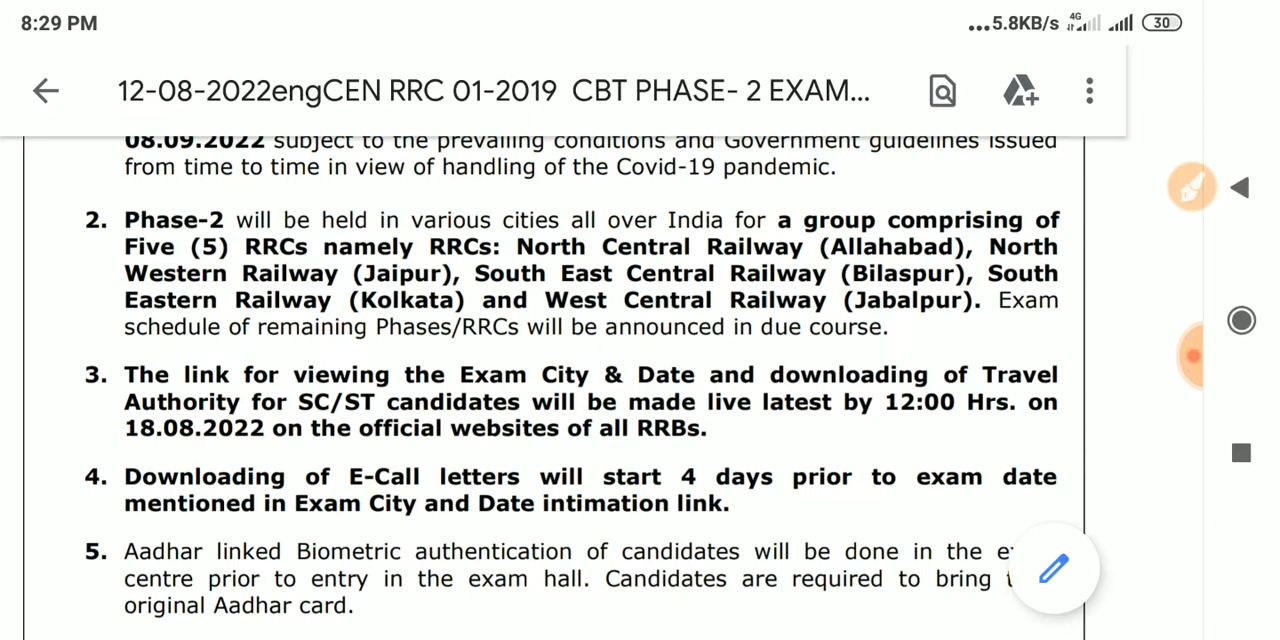 8:29 PM
...5.8KB/s 4G 30
12-08-2022engCEN RRC 01-2019 CBT PHASE- 2 EXAM...
08.09.2022 subject to the prevailing conditions and Government guidelines issued
from time to time in view of handling of the Covid-19 pandemic.
2. Phase-2 will be held in various cities all over India for a group comprising of
Five (5) RRCs namely RRCs: North Central Railway (Allahabad), North
Western Railway (Jaipur), South East Central Railway (Bilaspur), South
Eastern Railway (Kolkata) and West Central Railway (Jabalpur). Exam
schedule of remaining Phases/RRCs will be announced in due course.
3. The link for viewing the Exam City & Date and downloading of Travel
Authority for SC/ST candidates will be made live latest by 12:00 Hrs. on
18.08.2022 on the official websites of all RRBs.
4. Downloading of E-Call letters will start 4 days prior to exam date
mentioned in Exam City and Date intimation link.
5. Aadhar linked Biometric authentication of candidates will be done in the
centre prior to entry in the exam hall. Candidates are required to bring
original Aadhar card.